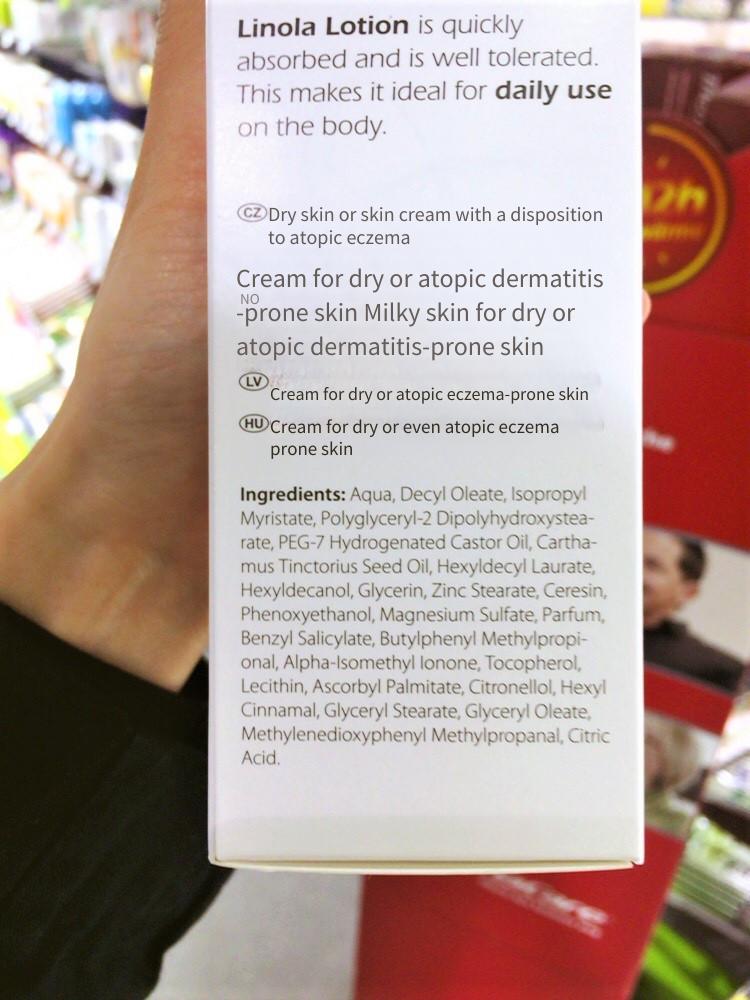 Linola Lotion is quickly
absorbed and is well tolerated.
This makes it ideal for daily use
on the body.
CZ Dry skin or skin cream with a disposition
to atopic eczema
Cream for dry or atopic dermatitis
NO
-prone skin Milky skin for dry or
atopic dermatitis-prone skin
LV Cream for dry or atopic eczema-prone skin
HU Cream for dry or even atopic eczema
prone skin
Ingredients: Aqua, Decyl Oleate, Isopropyl
Myristate, Polyglyceryl-2 Dipolyhydroxystea-
rate, PEG-7 Hydrogenated Castor Oil, Cartha-
mus Tinctorius Seed Oil, Hexyldecyl Laurate,
Hexyldecanol, Glycerin, Zinc Stearate, Ceresin,
Phenoxyethanol, Magnesium Sulfate, Parfum,
Benzyl Salicylate, Butylphenyl Methylpropi-
onal, Alpha-Isomethyl Ionone, Tocopherol,
Lecithin, Ascorbyl Palmitate, Citronellol, Hexyl
Cinnamal, Glyceryl Stearate, Glyceryl Oleate,
Methylenedioxyphenyl Methylpropanal, Citric
Acid.